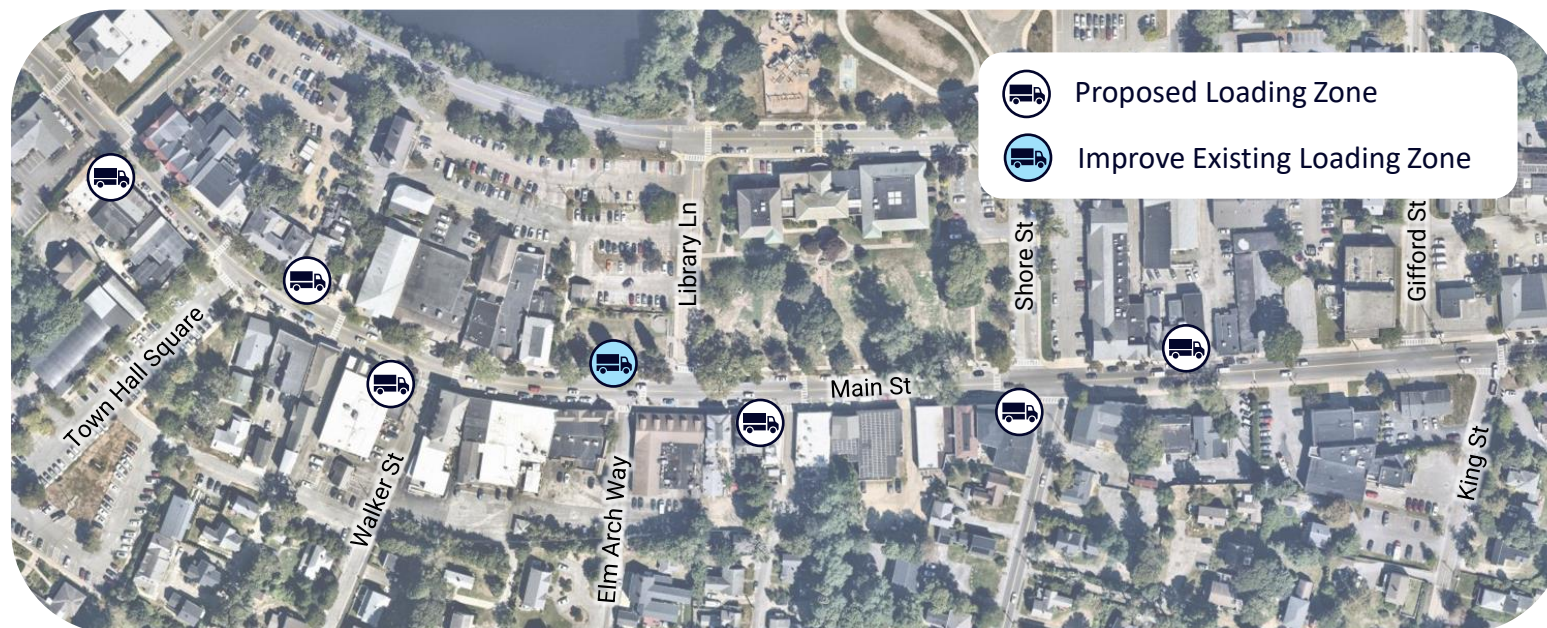 Proposed Loading Zone
Improve Existing Loading Zone
Library Ln
Shore St
Gifford St
Town Hall Square
Main St
Walker St
Elm Arch Way
King St